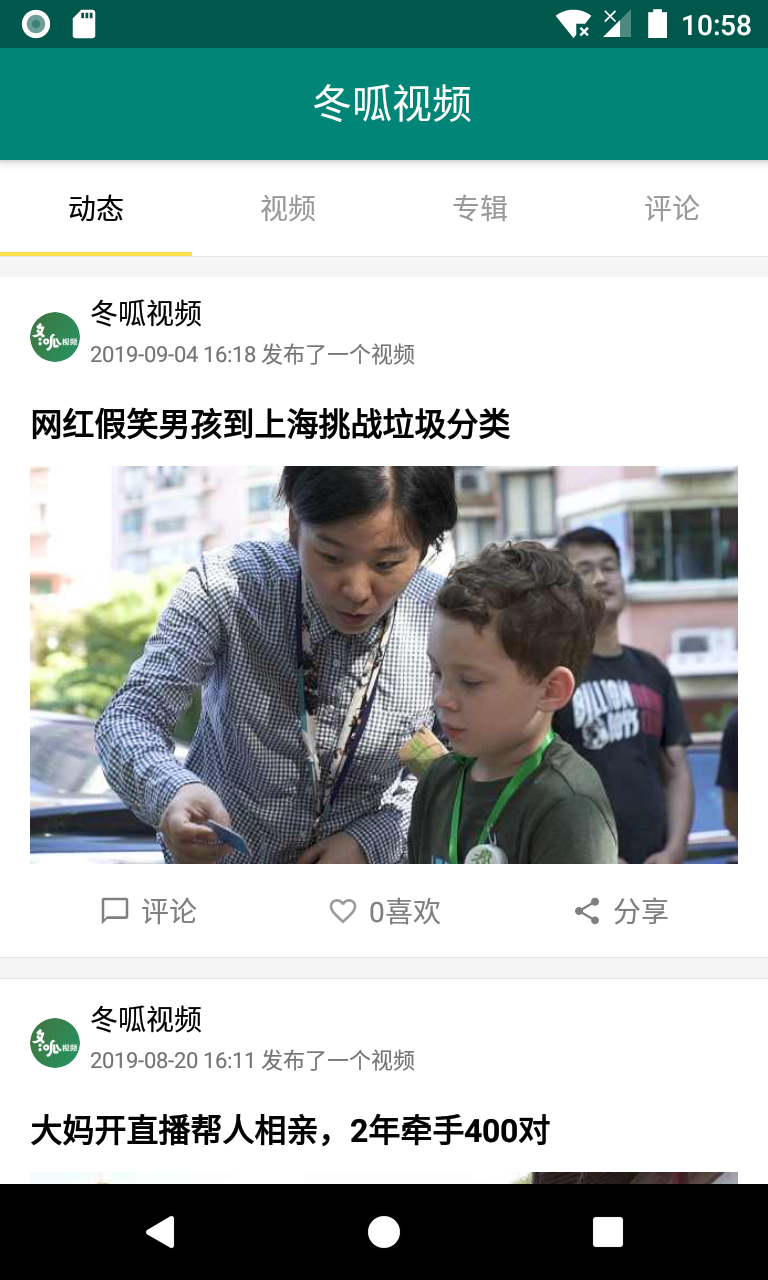 10:58
冬呱视频
动态
视频
专辑
评论
冬呱视频
2019-09-04 16:18 发布了一个视频
网红假笑男孩到上海挑战垃圾分类
BILLION
BOYS
评论
0喜欢
分享
冬呱视频
2019-08-20 16:11 发布了一个视频
大妈开直播帮人相亲，2年牵手400对